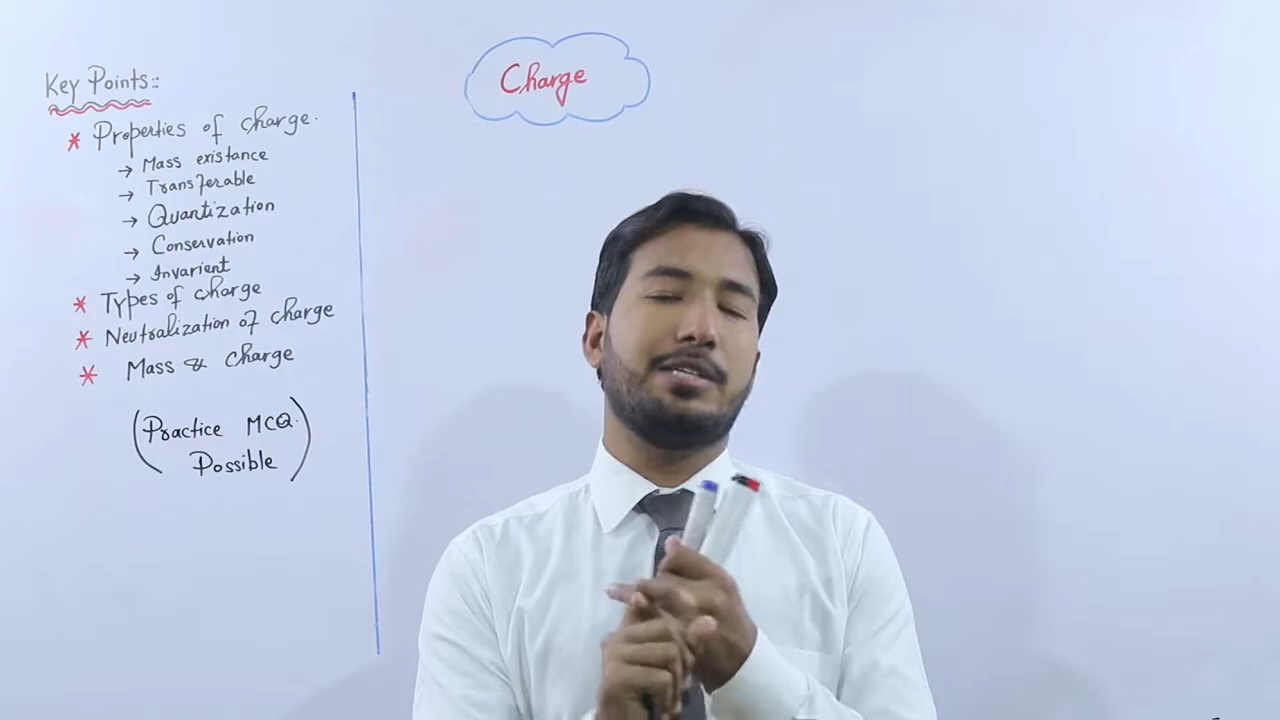 Charge
Key Points::
* Properties of charge.
→ Mass existance
→ Transferable
→ Quantization
→ Conservation
→ Invarient
* Types of charge
* Neutralization of charge
* Mass & charge
(Practice MCQ.
Possible)